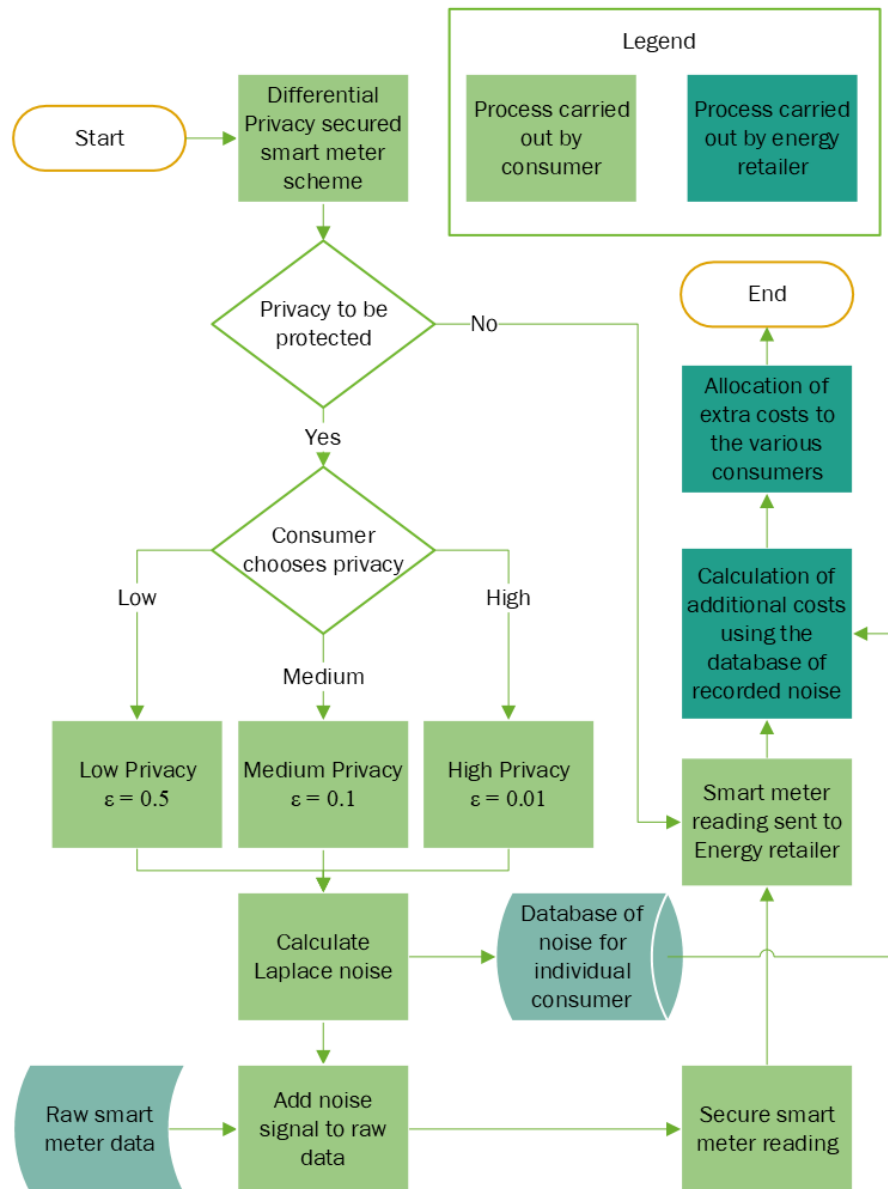 Legend
Process carried
out by
consumer
Process carried
out by energy
retailer
Start
Differential
Privacy secured
smart meter
scheme
Privacy to be
protected
No
Yes
Consumer
chooses privacy
Low
Medium
High
Low Privacy
ε = 0.5
Medium Privacy
ε = 0.1
High Privacy
ε = 0.01
Calculate
Laplace noise
Database of
noise for
individual
consumer
Raw smart
meter data
Add noise
signal to raw
data
Secure smart
meter reading
Smart meter
reading sent to
Energy retailer
Calculation of
additional costs
using the
database of
recorded noise
Allocation of
extra costs to
the various
consumers
End